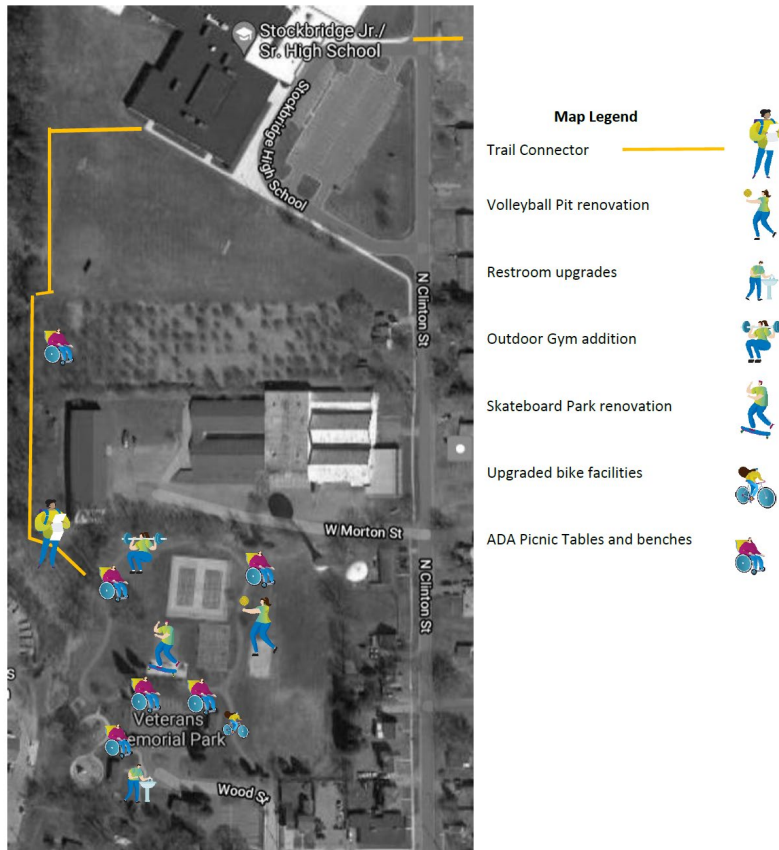 Stockbridge Jr./
Sr. High School
Stockbridge High School
N Clinton St
W Morton St
N Clinton St
Veterans
emorial Park
Wood St
Map Legend
Trail Connector
Volleyball Pit renovation
Restroom upgrades
Outdoor Gym addition
Skateboard Park renovation
Upgraded bike facilities
ADA Picnic Tables and benches